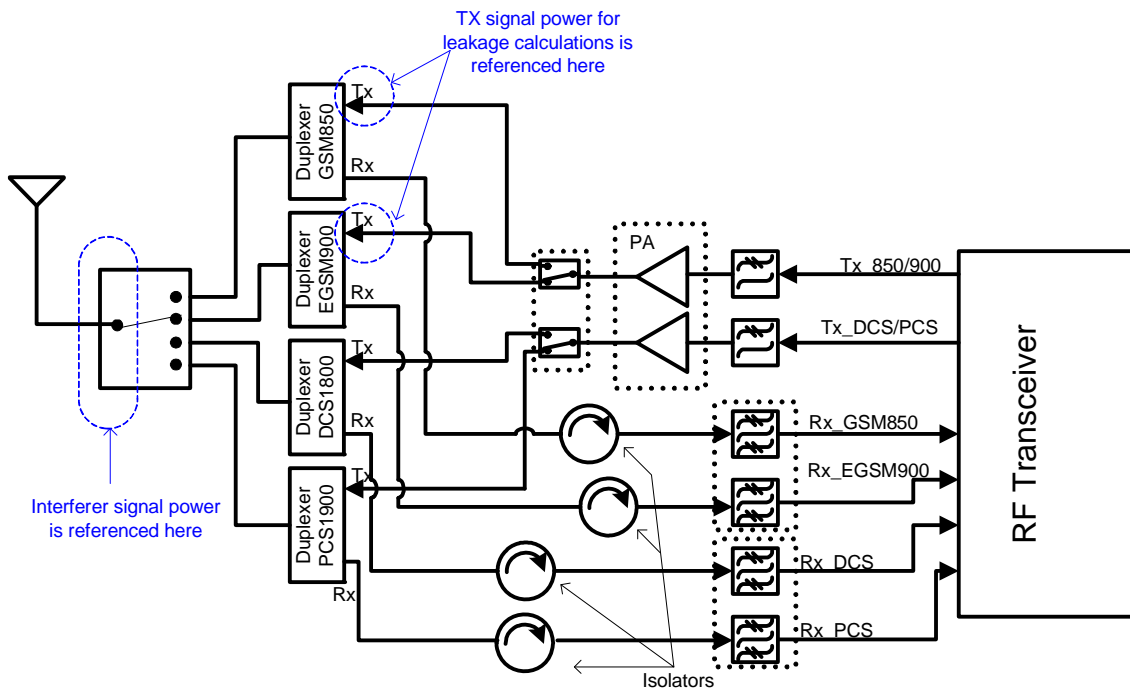 TX signal power for
leakage calculations is
referenced here
Tx
Duplexer
GSM850
Rx
Tx
Duplexer
EGSM900
Rx
PA
Tx_850/900
Tx_DCS/PCS
Tx
Duplexer
DCS1800
Rx
Rx_GSM850
Rx_EGSM900
Tx
Duplexer
PCS1900
Rx
Rx_DCS
Rx_PCS
RF Transceiver
Interferer signal power
is referenced here
Isolators